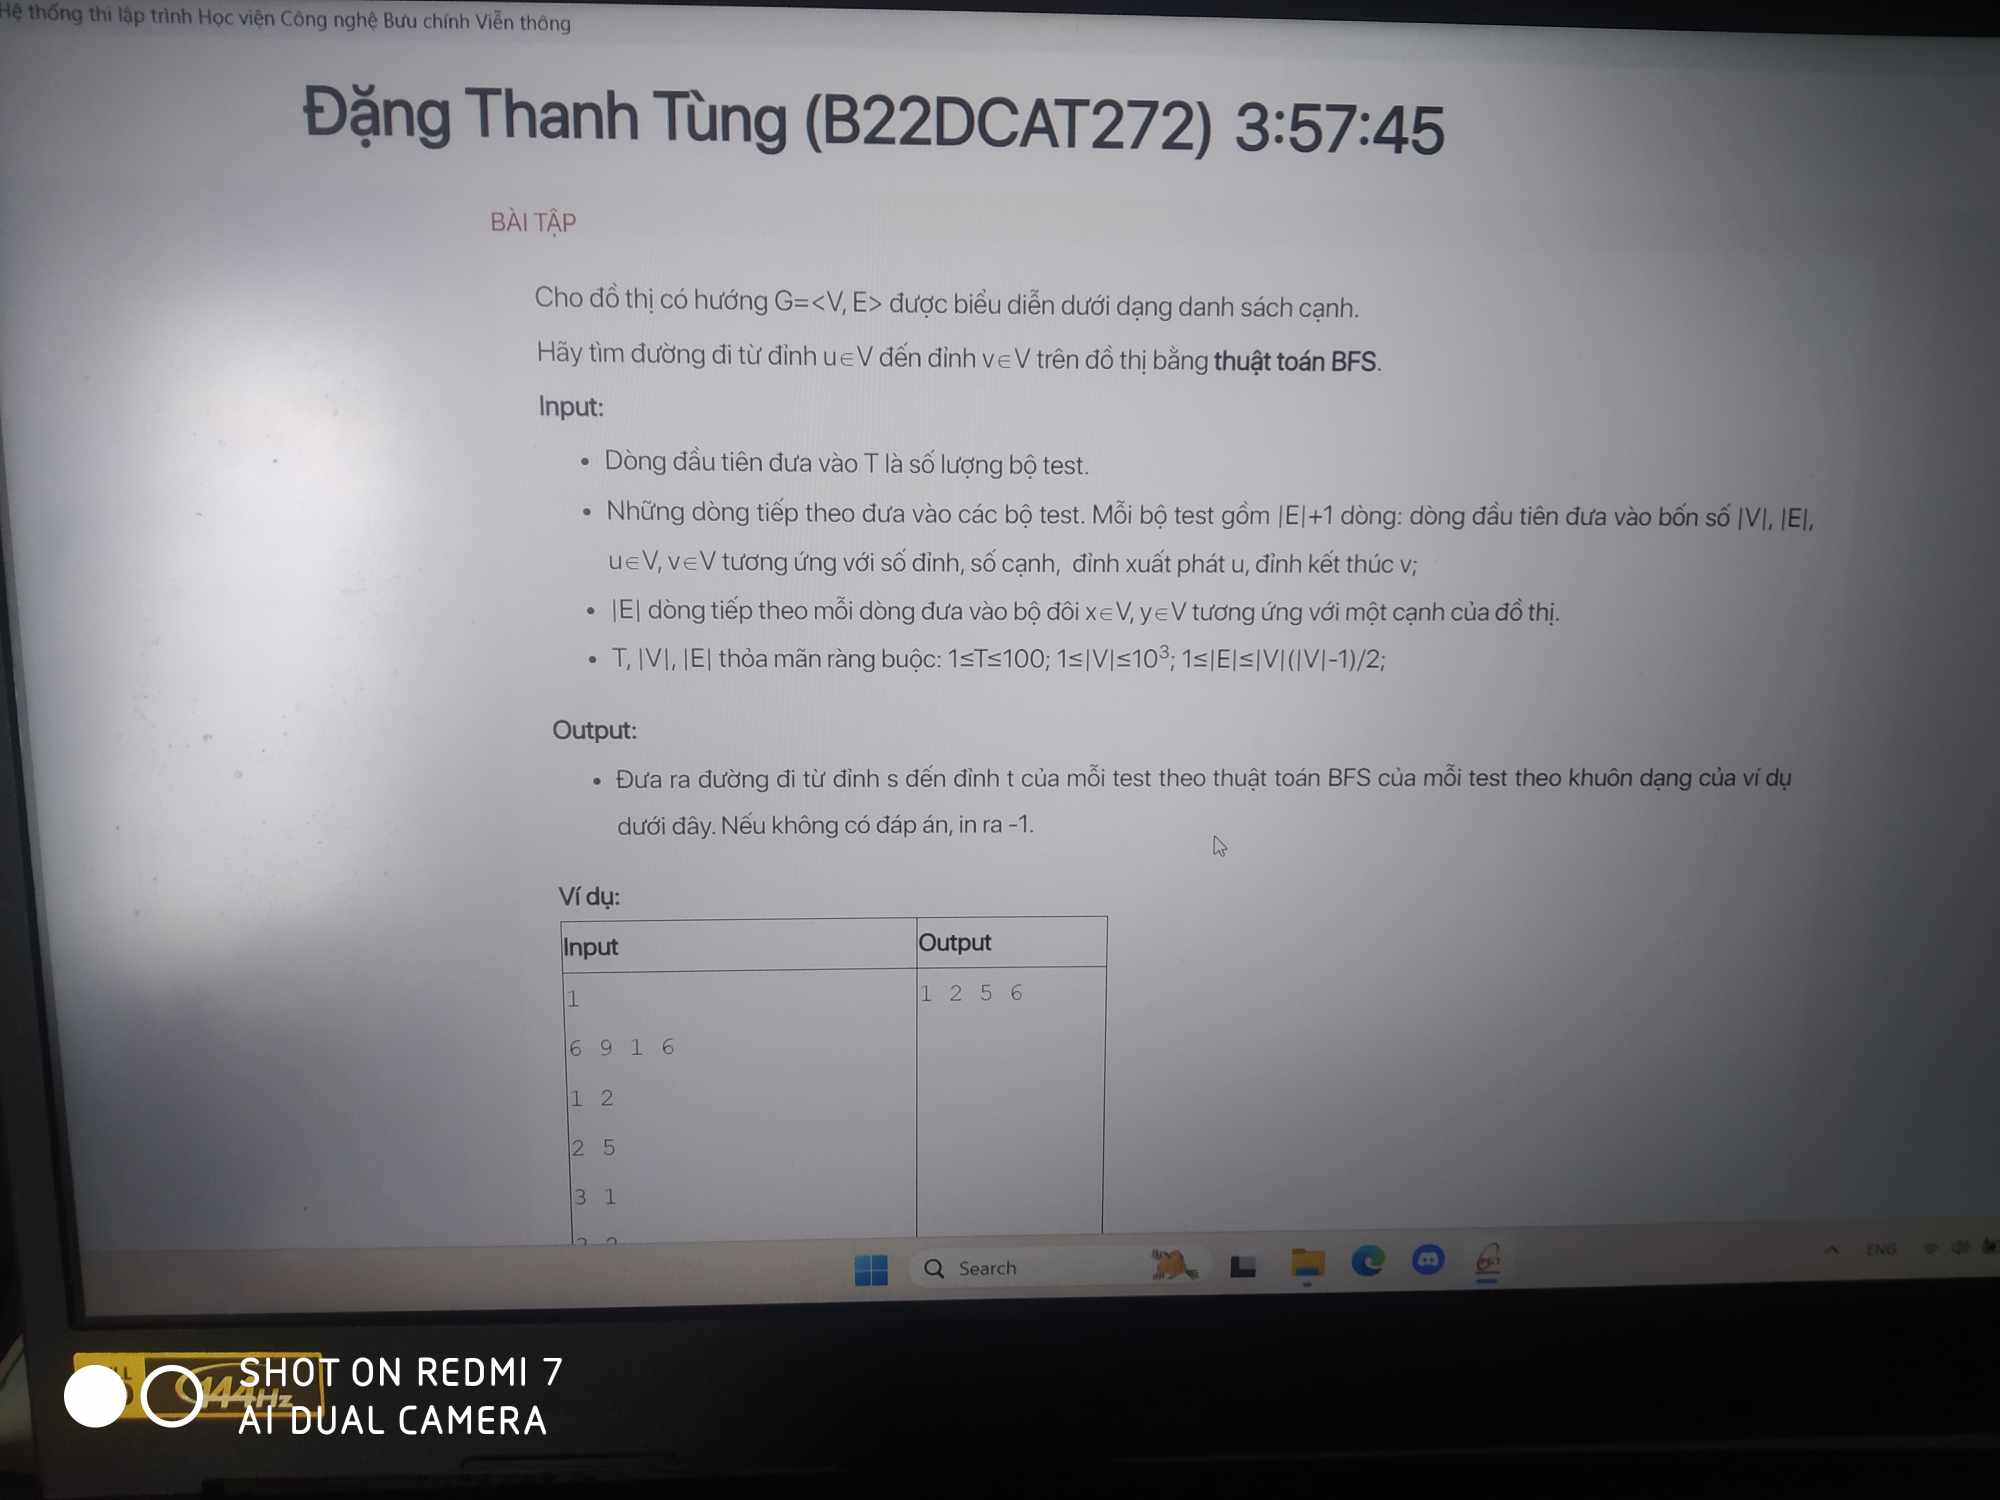 Hệ thống thi lập trình Học viện Công nghệ Bưu chính Viễn thông
Đặng Thanh Tùng (B22DCAT272) 3:57:45
BÀI TẬP
Cho đồ thị có hướng G=<V, E> được biểu diễn dưới dạng danh sách cạnh.
Hãy tìm đường đi từ đỉnh u∈V đến đỉnh v∈V trên đồ thị bằng thuật toán BFS.
Input:
• Dòng đầu tiên đưa vào T là số lượng bộ test.
• Những dòng tiếp theo đưa vào các bộ test. Mỗi bộ test gồm |E|+1 dòng: dòng đầu tiên đưa vào bốn số |V|, |E|,
u∈V, v∈V tương ứng với số đỉnh, số cạnh, đỉnh xuất phát u, đỉnh kết thúc v;
• |E| dòng tiếp theo mỗi dòng đưa vào bộ đôi x∈V, y∈V tương ứng với một cạnh của đồ thị.
• T, |V|, |E| thỏa mãn ràng buộc: 1≤T≤100; 1≤|V|≤10³; 1≤|E|≤|V|(|V|-1)/2;
Output:
• Đưa ra đường đi từ đỉnh s đến đỉnh t của mỗi test theo thuật toán BFS của mỗi test theo khuôn dạng của ví dụ
dưới đây. Nếu không có đáp án, in ra -1.
Ví dụ:
Input Output
1 1 2 5 6
6 9 1 6
1 2
2 5
3 1
Search
ENG
144Hz
SHOT ON REDMI 7
AI DUAL CAMERA